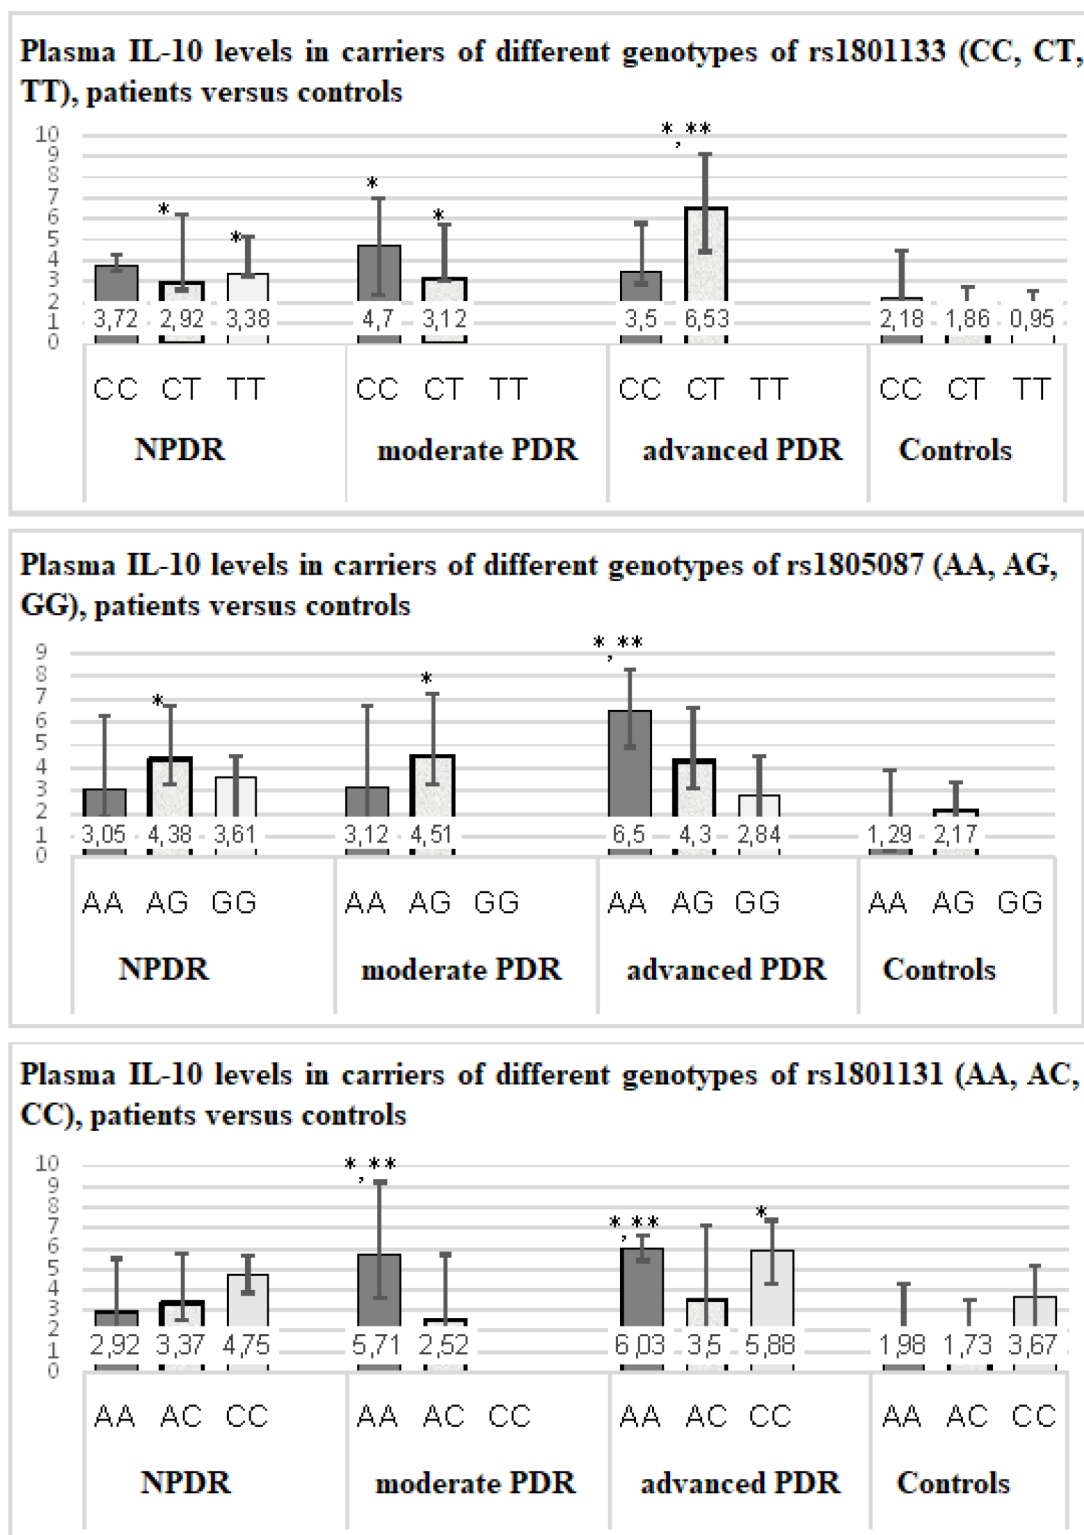 Plasma IL-10 levels in carriers of different genotypes of rs1801133 (CC, CT,
TT), patients versus controls
*,**
10
9
8
7
6
5
4
3
2
1
0
* * * *
3,72 2,92 3,38 4,7 3,12 3,5 6,53 2,18 1,86 0,95
CC CT TT CC CT TT CC CT TT CC CT TT
NPDR moderate PDR advanced PDR Controls
Plasma IL-10 levels in carriers of different genotypes of rs1805087 (AA, AG,
GG), patients versus controls
*,**
9
8
7
6
5
4
3
2
1
0
* *
3,05 4,38 3,61 3,12 4,51 6,5 4,3 2,84 1,29 2,17
AA AG GG AA AG GG AA AG GG AA AG GG
NPDR moderate PDR advanced PDR Controls
Plasma IL-10 levels in carriers of different genotypes of rs1801131 (AA, AC,
CC), patients versus controls
10
9
8
7
6
5
4
3
2
1
0
*,** *,** *
2,92 3,37 4,75 5,71 2,52 6,03 3,5 5,88 1,98 1,73 3,67
AA AC CC AA AC CC AA AC CC AA AC CC
NPDR moderate PDR advanced PDR Controls